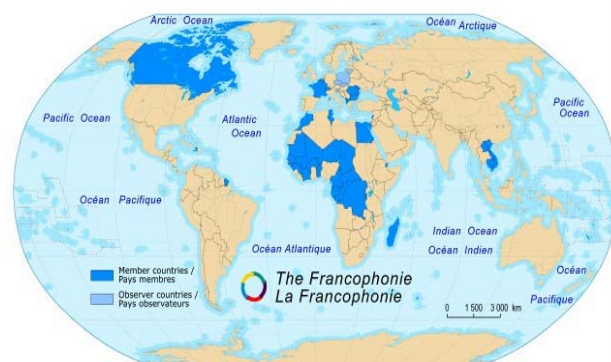 Arctic Ocean
Océan
Arctique
Pacific Ocean
Atlantic
Ocean
Pacific
Ocean
Océan Pacifique
Indian Ocean
Océan Atlantique
Océan Indien
Océan
Pacifique
Member countries /
Pays membres
Observer countries /
Pays observateurs
The Francophonie
La Francophonie
0 1 500 3 000 km